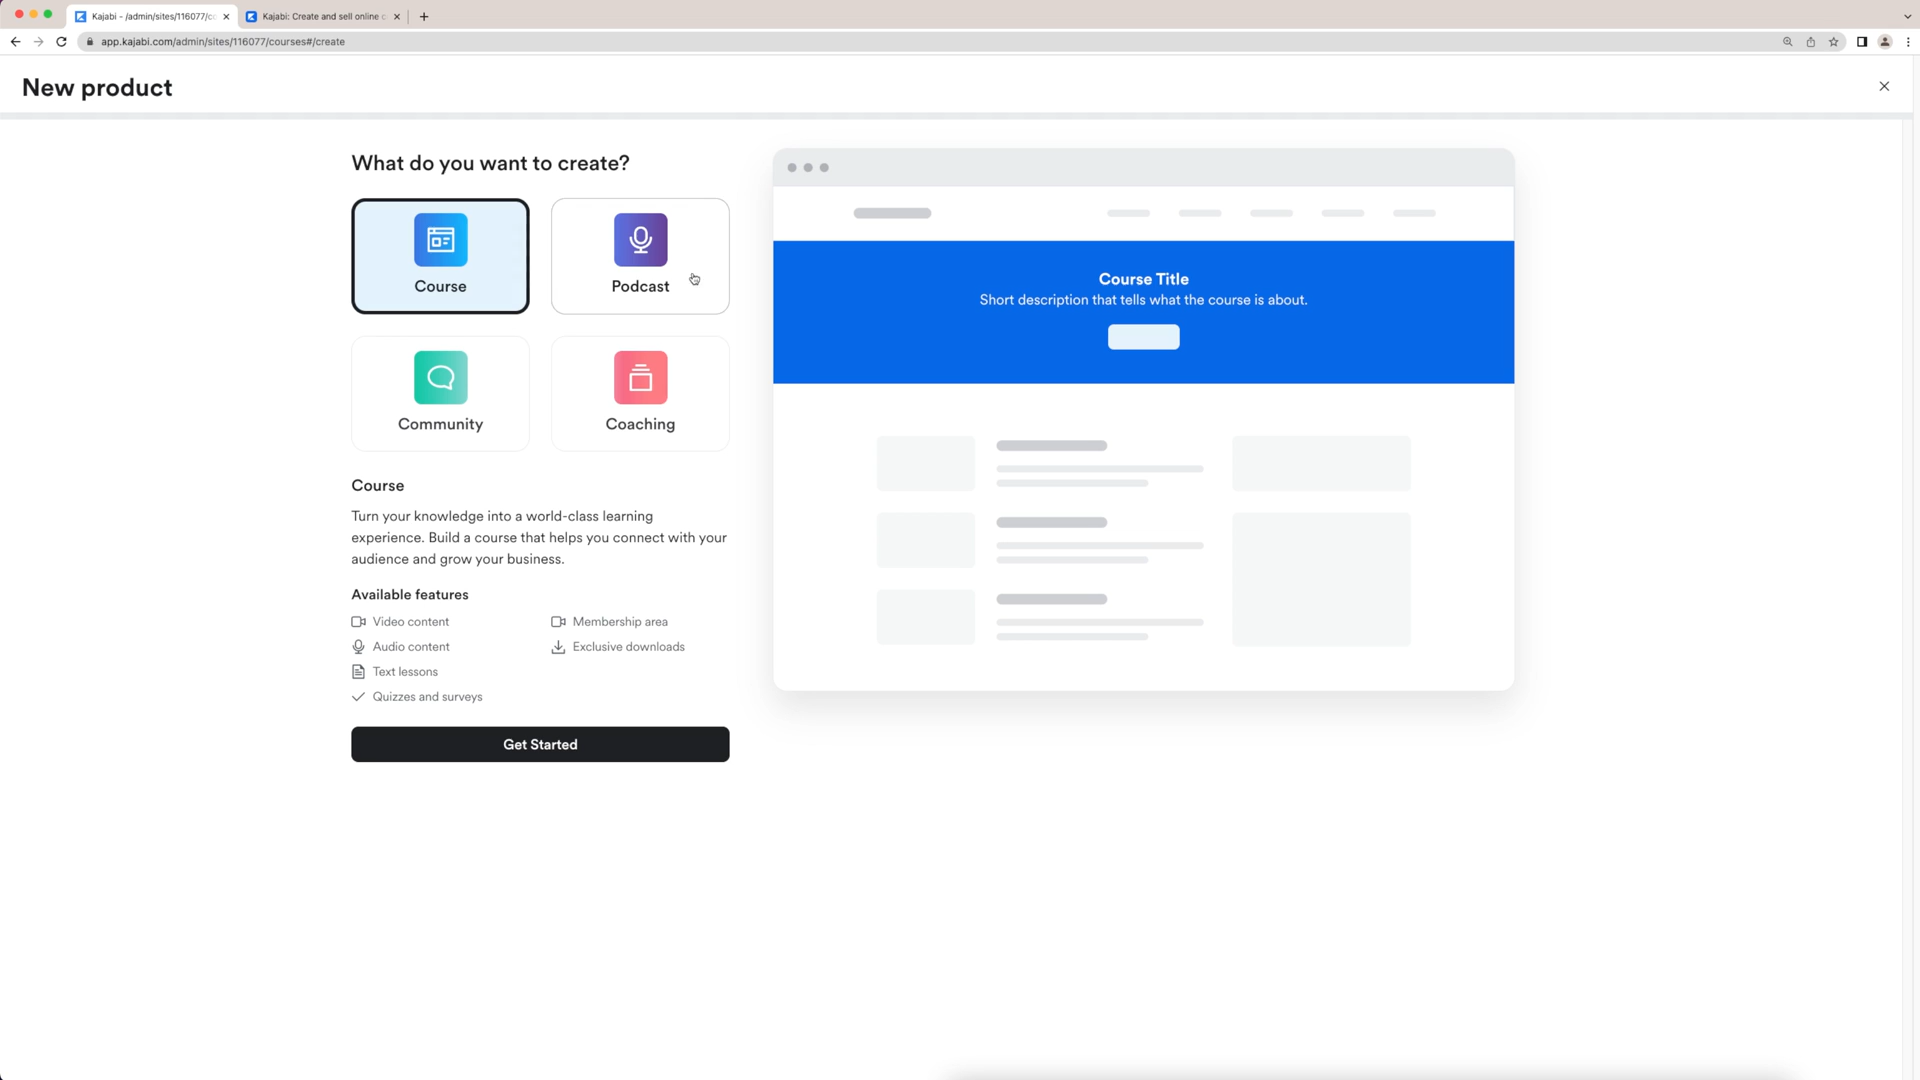 Kajabi - /admin/sites/116077/co
Kajabi: Create and sell online c
app.kajabi.com/admin/sites/116077/courses#/create
New product
What do you want to create?
Course
Podcast
Community
Coaching
Course
Turn your knowledge into a world-class learning
experience. Build a course that helps you connect with your
audience and grow your business.
Available features
Video content
Membership area
Audio content
Exclusive downloads
Text lessons
Quizzes and surveys
Get Started
Course Title
Short description that tells what the course is about.